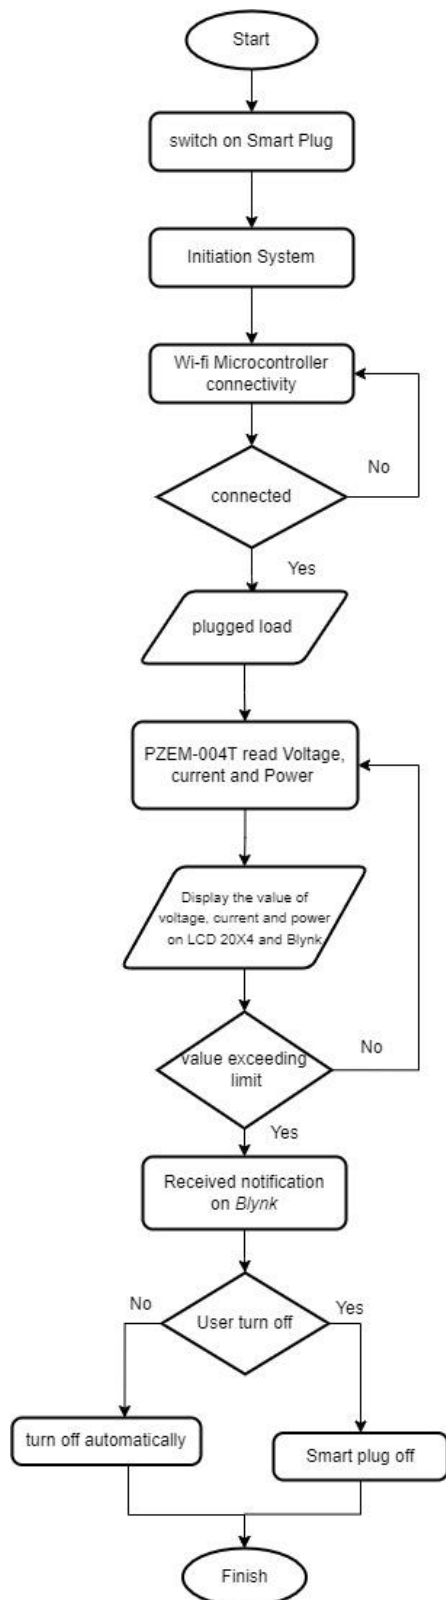 Start
switch on Smart Plug
Initiation System
Wi-fi Microcontroller
connectivity
No
connected
Yes
plugged load
PZEM-004T read Voltage,
current and Power
Display the value of
voltage, current and power
on LCD 20X4 and Blynk
value exceeding
limit
No
Yes
Received notification
on Blynk
No
User turn off
Yes
turn off automatically
Smart plug off
Finish